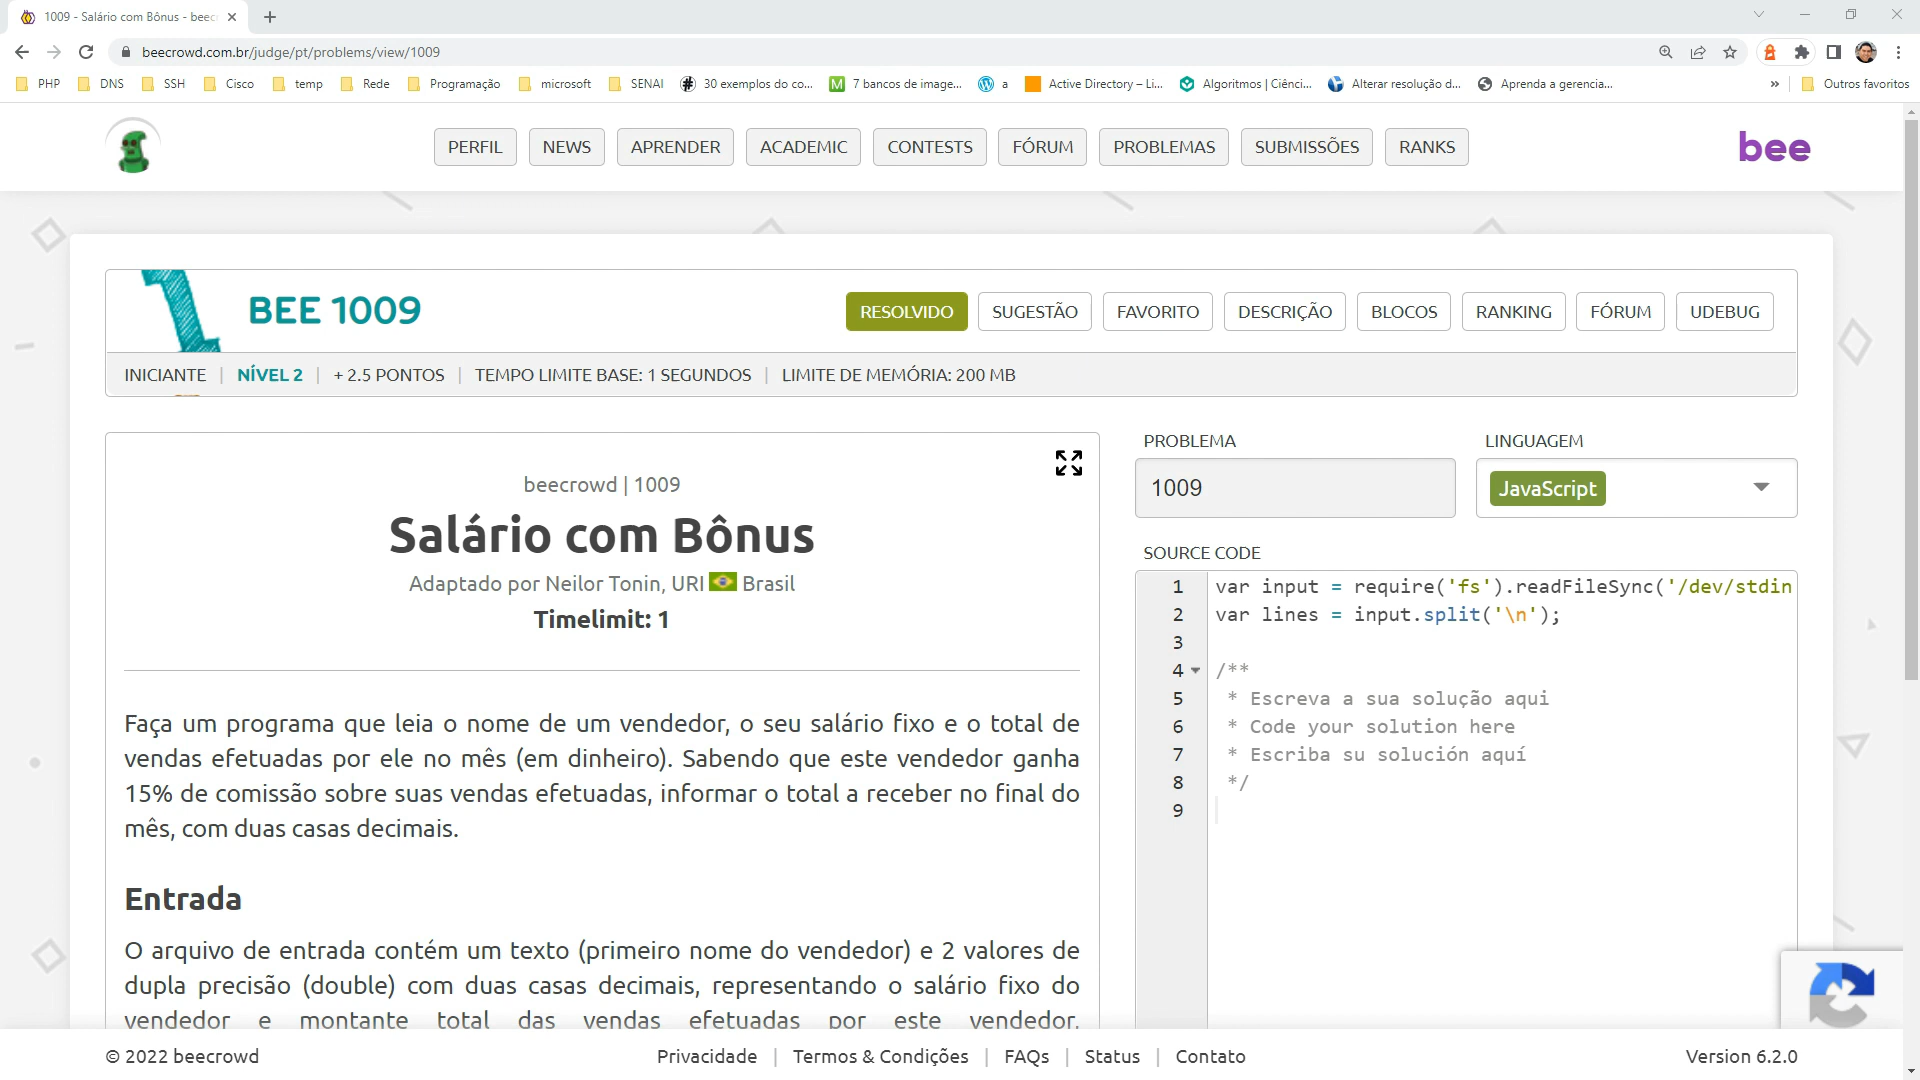 1009 - Salário com Bônus - beec
beecrowd.com.br/judge/pt/problems/view/1009
PHP DNS SSH Cisco temp Rede Programação microsoft SENAI 30 exemplos do co... 7 bancos de image... a Active Directory – Li... Algoritmos | Ciênci... Alterar resolução d... Aprenda a gerencia... » Outros favoritos
PERFIL NEWS APRENDER ACADEMIC CONTESTS FÓRUM PROBLEMAS SUBMISSÕES RANKS bee
BEE 1009 RESOLVIDO SUGESTÃO FAVORITO DESCRIÇÃO BLOCOS RANKING FÓRUM UDEBUG
INICIANTE | NÍVEL 2 | + 2.5 PONTOS | TEMPO LIMITE BASE: 1 SEGUNDOS | LIMITE DE MEMÓRIA: 200 MB
beecrowd | 1009
Salário com Bônus
Adaptado por Neilor Tonin, URI Brasil
Timelimit: 1
Faça um programa que leia o nome de um vendedor, o seu salário fixo e o total de
vendas efetuadas por ele no mês (em dinheiro). Sabendo que este vendedor ganha
15% de comissão sobre suas vendas efetuadas, informar o total a receber no final do
mês, com duas casas decimais.
Entrada
O arquivo de entrada contém um texto (primeiro nome do vendedor) e 2 valores de
dupla precisão (double) com duas casas decimais, representando o salário fixo do
vendedor e montante total das vendas efetuadas por este vendedor,
PROBLEMA LINGUAGEM
1009 JavaScript
SOURCE CODE
1 var input = require('fs').readFileSync('/dev/stdin
2 var lines = input.split('\n');
3
4 /**
5 * Escreva a sua solução aqui
6 * Code your solution here
7 * Escriba su solución aquí
8 */
9
© 2022 beecrowd Privacidade | Termos & Condições | FAQs | Status | Contato Version 6.2.0